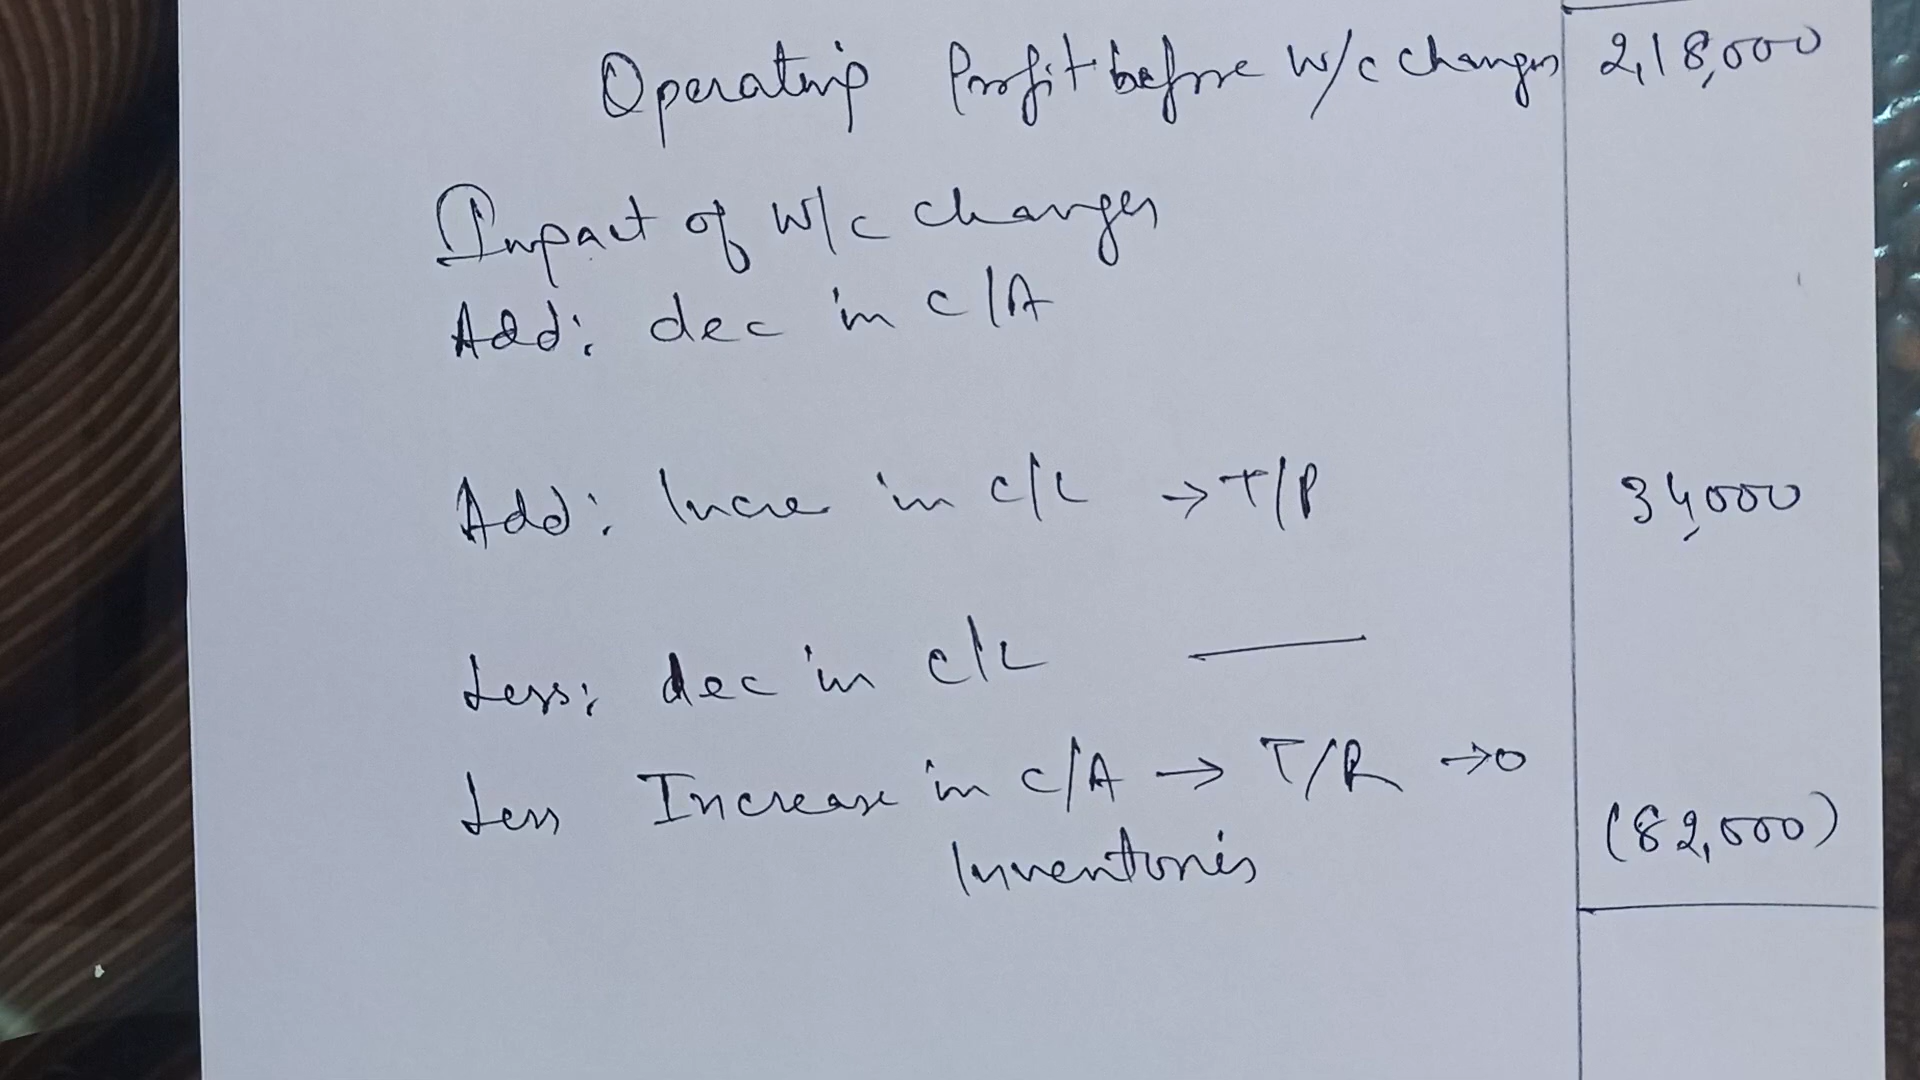 Operating Profit before W/c changes 2,18,000
Impact of W/c changes
Add: dec in c/A
Add: Incre in c/L → T/P 34,000
Less: dec in c/L —
Less Increase in c/A → T/R → 0
Inventories (82,000)